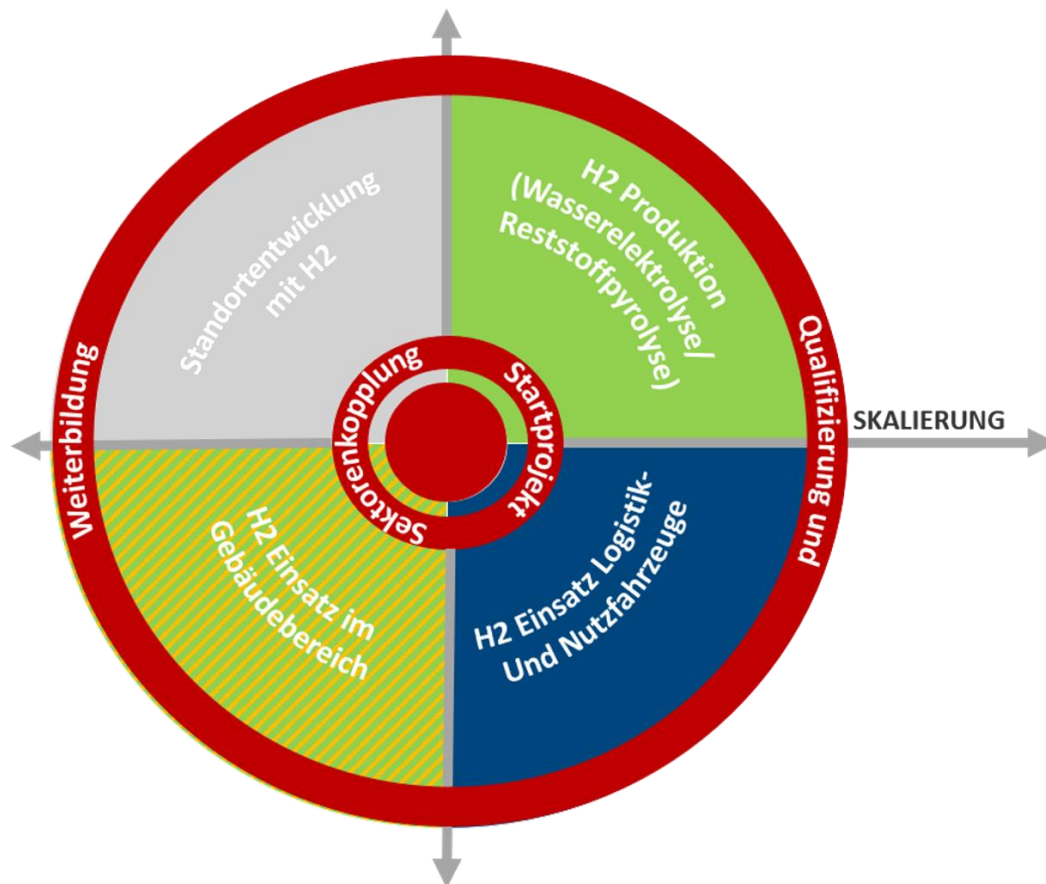 Standortentwicklung
mit H2
H2 Produktion
(Wasserelektrolyse/
Reststoffpyrolyse)
Weiterbildung
Qualifizierung und
SKALIERUNG
Sektorenkopplung
Startprojekt
H2 Einsatz im
Gebäudebereich
H2 Einsatz Logistik-
Und Nutzfahrzeuge